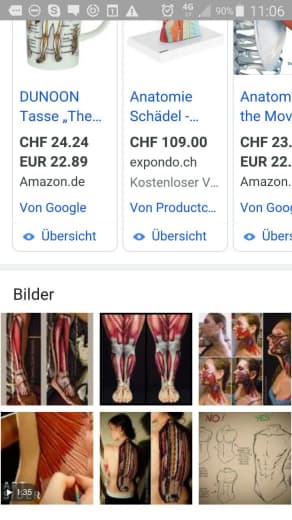 4G
90%
11:06
DUNOON
Tasse „The...
CHF 24.24
EUR 22.89
Amazon.de
Von Google
Übersicht
Anatomie
Schädel -...
CHF 109.00
expondo.ch
Kostenloser V...
Von Productc...
Übersicht
Anatom
the Mov
CHF 23.
EUR 22.
Amazon.
Von Goo
Übers
Bilder
1:35
NO!
YES